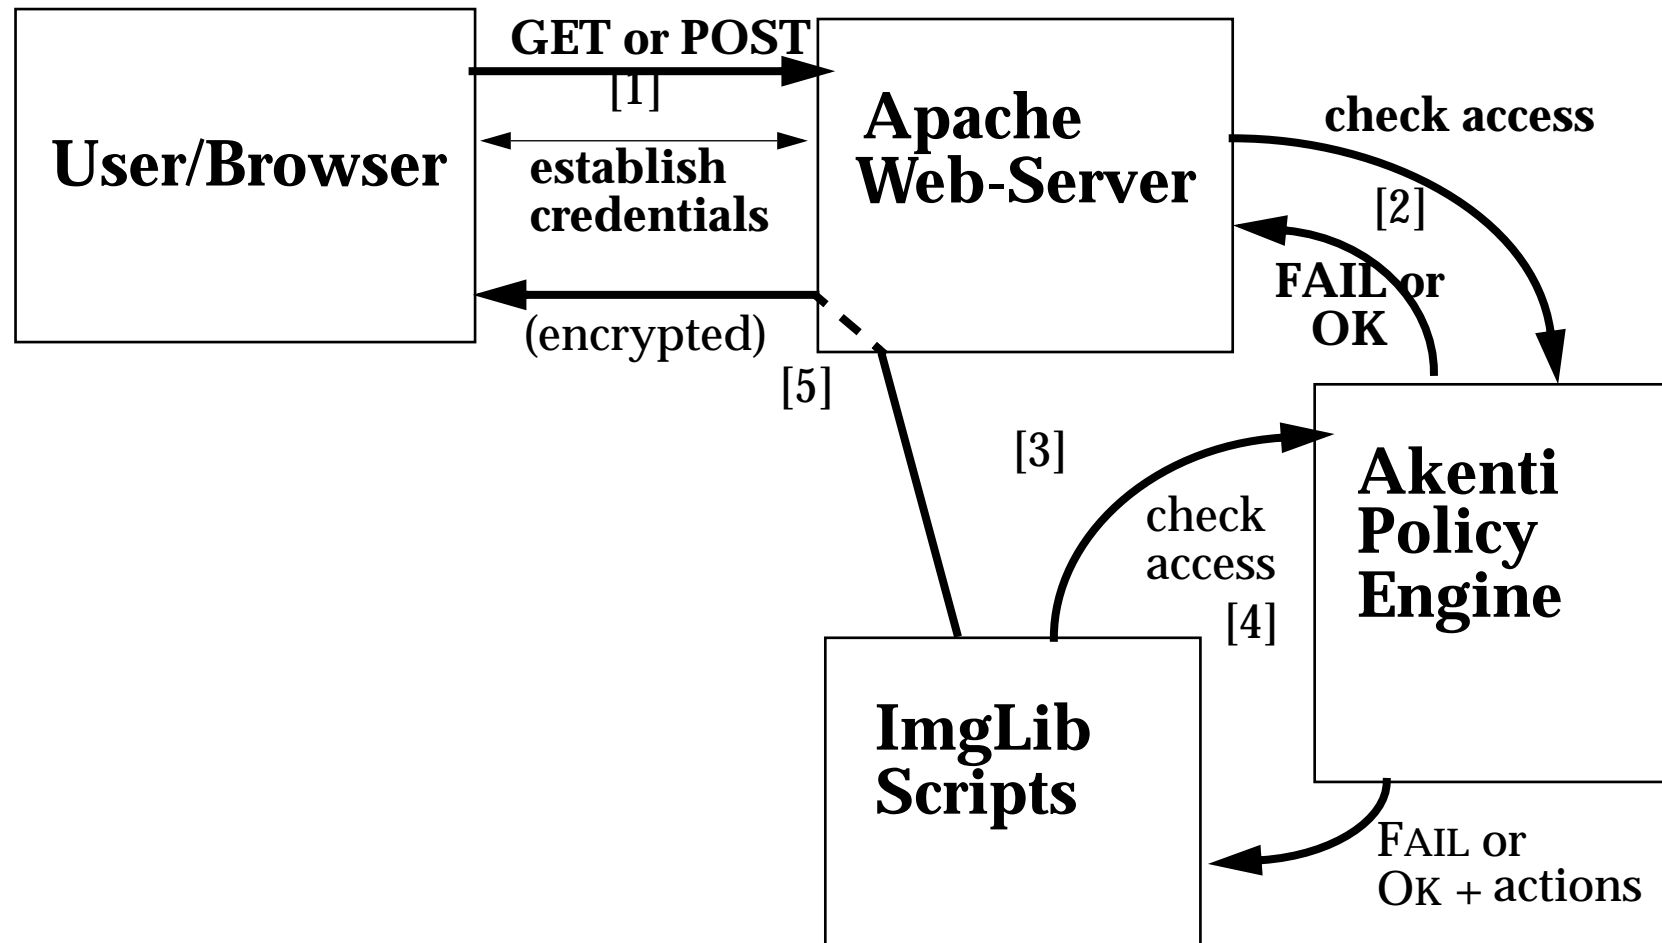 GET or POST
[1]
User/Browser
establish
credentials
(encrypted)
Apache
Web-Server
check access
[2]
FAIL or
OK
[5]
[3]
check
access
[4]
Akenti
Policy
Engine
ImgLib
Scripts
FAIL or
OK + actions